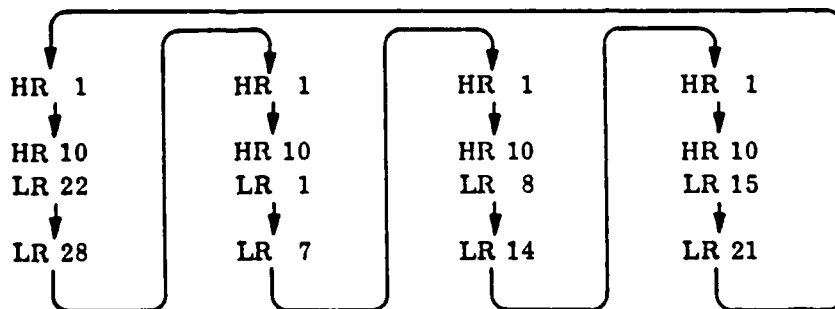 HR 1 HR 1 HR 1 HR 1
HR 10 HR 10 HR 10 HR 10
LR 22 LR 1 LR 8 LR 15
LR 28 LR 7 LR 14 LR 21